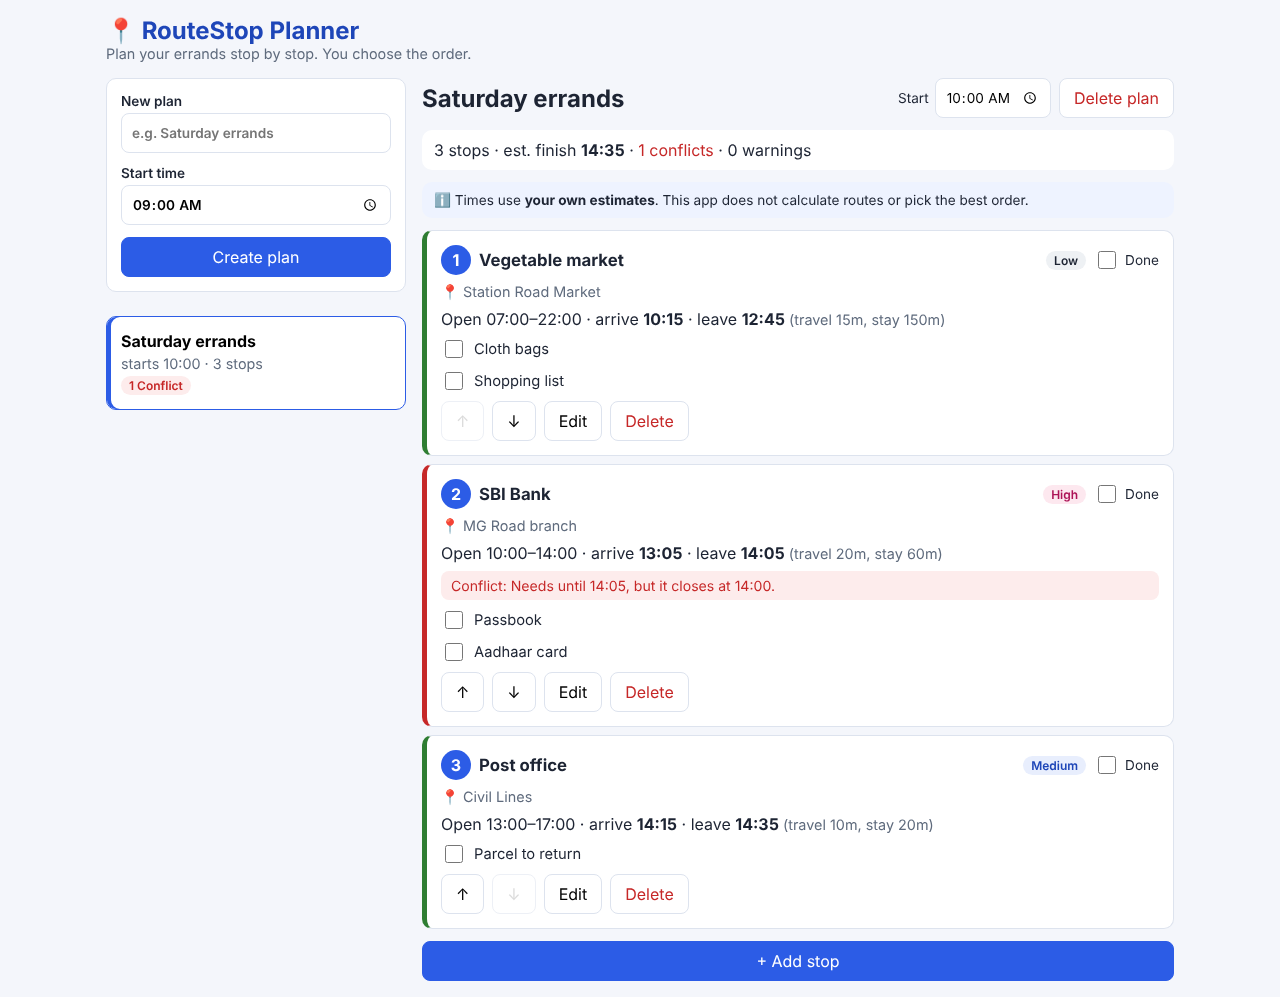 📍 RouteStop Planner
Plan your errands stop by stop. You choose the order.
New plan
e.g. Saturday errands
Start time
09:00 AM
Create plan
Saturday errands
starts 10:00 · 3 stops
1 Conflict
Saturday errands
Start 10:00 AM Delete plan
3 stops · est. finish 14:35 · 1 conflicts · 0 warnings
ℹ️ Times use your own estimates. This app does not calculate routes or pick the best order.
1 Vegetable market Low Done
📍 Station Road Market
Open 07:00–22:00 · arrive 10:15 · leave 12:45 (travel 15m, stay 150m)
Cloth bags
Shopping list
↑ ↓ Edit Delete
2 SBI Bank High Done
📍 MG Road branch
Open 10:00–14:00 · arrive 13:05 · leave 14:05 (travel 20m, stay 60m)
Conflict: Needs until 14:05, but it closes at 14:00.
Passbook
Aadhaar card
↑ ↓ Edit Delete
3 Post office Medium Done
📍 Civil Lines
Open 13:00–17:00 · arrive 14:15 · leave 14:35 (travel 10m, stay 20m)
Parcel to return
↑ ↓ Edit Delete
+ Add stop